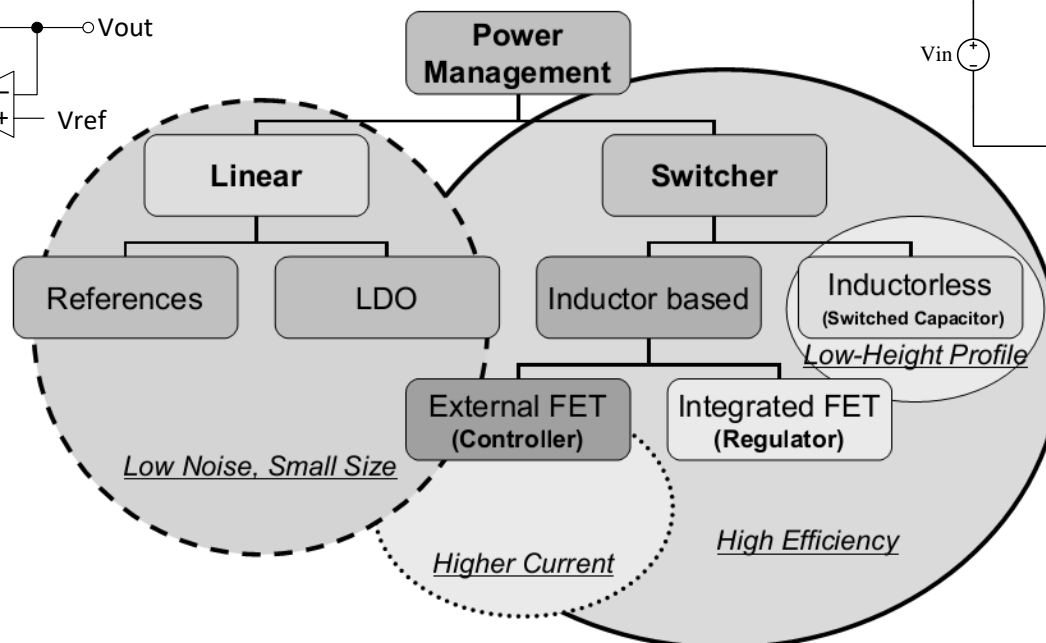 Vout
Vref
Power
Management
Vin
Linear
Switcher
References
LDO
Inductor based
Inductorless
(Switched Capacitor)
Low-Height Profile
External FET
(Controller)
Integrated FET
(Regulator)
Low Noise, Small Size
Higher Current
High Efficiency